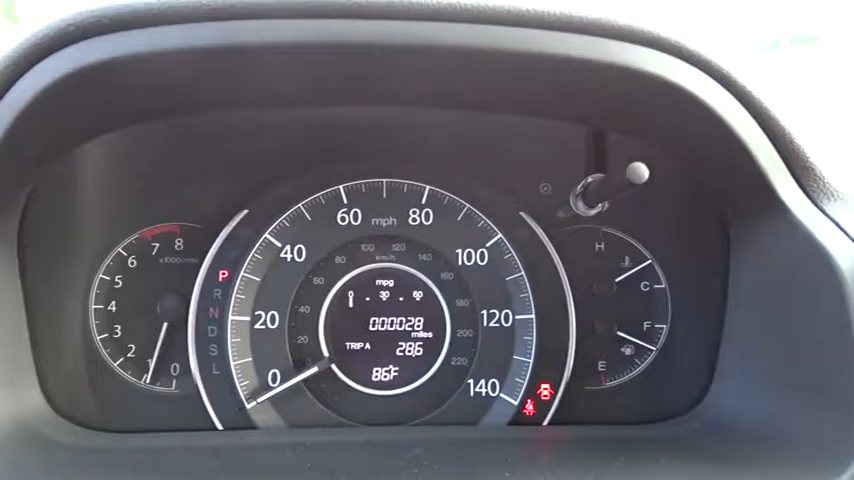 60 mph 80
40
100
20
120
0
140
20
40
60
80
100
120
140
160
180
200
220
km/h
mpg
0 30 60
000028
miles
TRIP A
28.6
86°F
8
7
6
5
4
3
2
1
0
x1000r/min
P
R
N
D
S
L
H
C
F
E